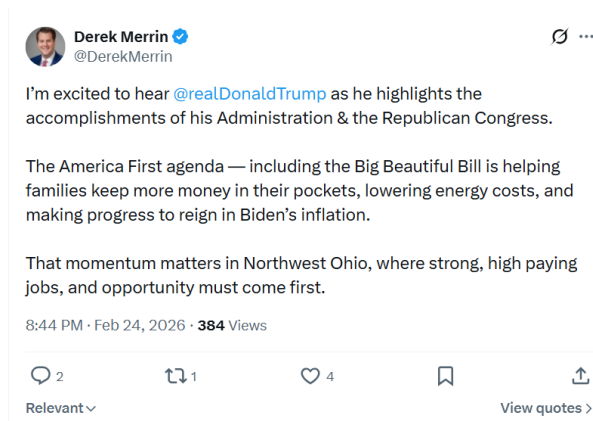 Derek Merrin
@DerekMerrin
I'm excited to hear @realDonaldTrump as he highlights the
accomplishments of his Administration & the Republican Congress.
The America First agenda — including the Big Beautiful Bill is helping
families keep more money in their pockets, lowering energy costs, and
making progress to reign in Biden's inflation.
That momentum matters in Northwest Ohio, where strong, high paying
jobs, and opportunity must come first.
8:44 PM · Feb 24, 2026 · 384 Views
2 1 4
Relevant View quotes